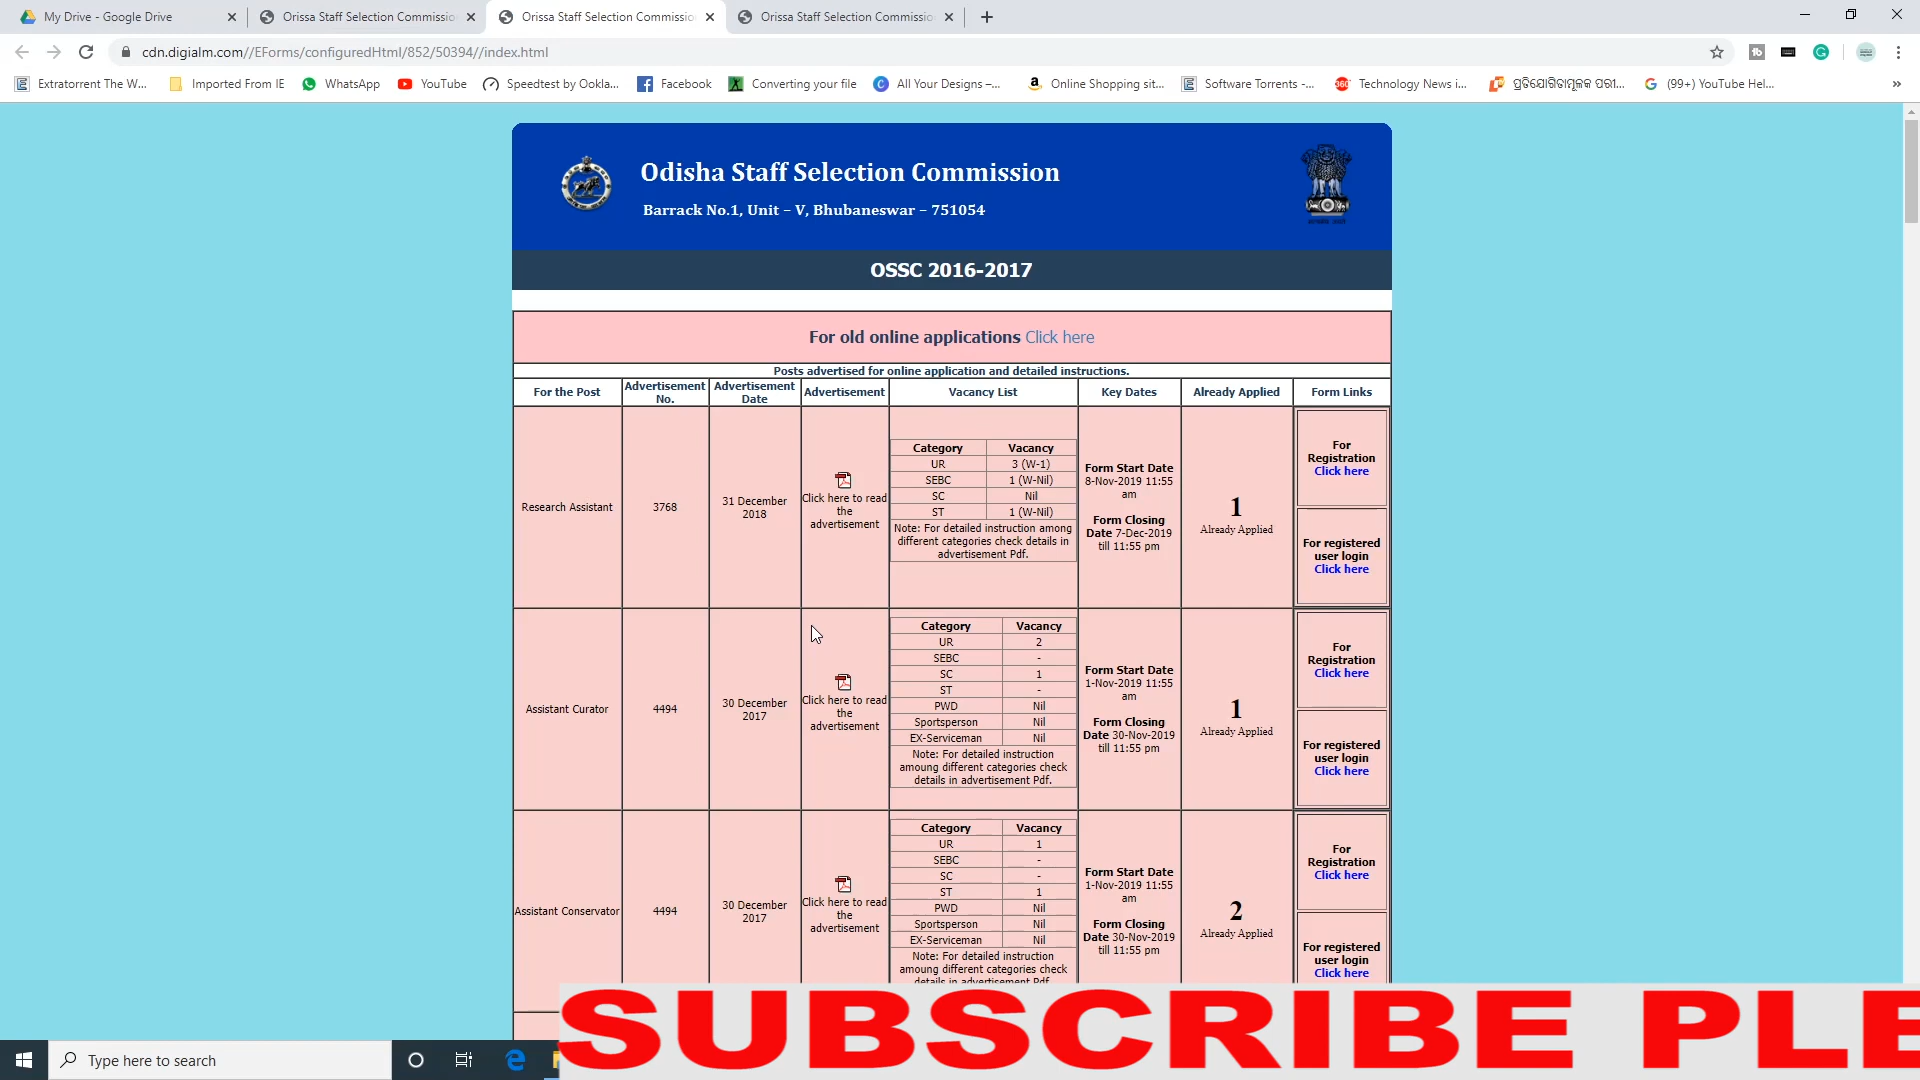 My Drive - Google Drive
Orissa Staff Selection Commissio
Orissa Staff Selection Commissio
Orissa Staff Selection Commissio
cdn.digialm.com//EForms/configuredHtml/852/50394//index.html
Extratorrent The W...
Imported From IE
WhatsApp
YouTube
Speedtest by Ookla...
Facebook
Converting your file
All Your Designs –...
Online Shopping sit...
Software Torrents -...
Technology News i...
ପ୍ରତିଯୋଗିତାମୂଳକ ପରୀ...
(99+) YouTube Hel...
Odisha Staff Selection Commission
Barrack No.1, Unit – V, Bhubaneswar – 751054
OSSC 2016-2017
For old online applications Click here
Posts advertised for online application and detailed instructions.
For the Post
Advertisement
No.
Advertisement
Date
Advertisement
Vacancy List
Key Dates
Already Applied
Form Links
Research Assistant
3768
31 December
2018
Click here to read
the
advertisement
Category Vacancy
UR 3 (W-1)
SEBC 1 (W-Nil)
SC Nil
ST 1 (W-Nil)
Note: For detailed instruction among
different categories check details in
advertisement Pdf.
Form Start Date
8-Nov-2019 11:55
am
Form Closing
Date 7-Dec-2019
till 11:55 pm
1
Already Applied
For
Registration
Click here
For registered
user login
Click here
Assistant Curator
4494
30 December
2017
Click here to read
the
advertisement
Category Vacancy
UR 2
SEBC -
SC 1
ST -
PWD Nil
Sportsperson Nil
EX-Serviceman Nil
Note: For detailed instruction
amoung different categories check
details in advertisement Pdf.
Form Start Date
1-Nov-2019 11:55
am
Form Closing
Date 30-Nov-2019
till 11:55 pm
1
Already Applied
For
Registration
Click here
For registered
user login
Click here
Assistant Conservator
4494
30 December
2017
Click here to read
the
advertisement
Category Vacancy
UR 1
SEBC -
SC -
ST 1
PWD Nil
Sportsperson Nil
EX-Serviceman Nil
Note: For detailed instruction
amoung different categories check
details in advertisement Pdf.
Form Start Date
1-Nov-2019 11:55
am
Form Closing
Date 30-Nov-2019
till 11:55 pm
2
Already Applied
For
Registration
Click here
For registered
user login
Click here
SUBSCRIBE PLE
Type here to search